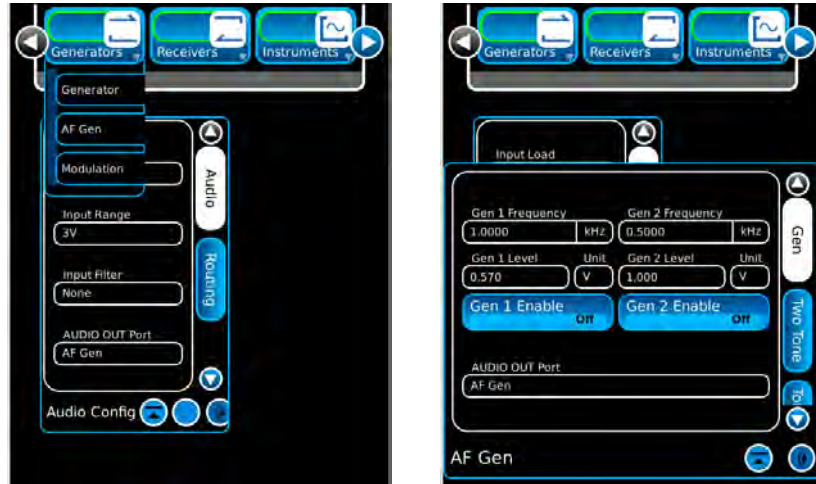 Generators
Receivers
Instruments
Generator
AF Gen
Modulation
Input Range
3V
Input Filter
None
AUDIO OUT Port
AF Gen
Audio
Routing
Audio Config
Generators
Receivers
Instruments
Input Load
Gen 1 Frequency Gen 2 Frequency
1.0000 kHz 0.5000 kHz
Gen 1 Level Unit Gen 2 Level Unit
0.570 V 1.000 V
Gen 1 Enable Gen 2 Enable
Off Off
AUDIO OUT Port
AF Gen
Gen
Two Tone
To
AF Gen